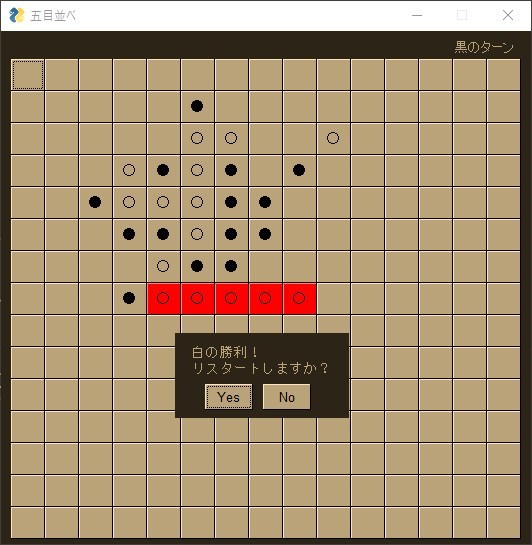 五目並べ
黒のターン
白の勝利！
リスタートしますか？
Yes
No